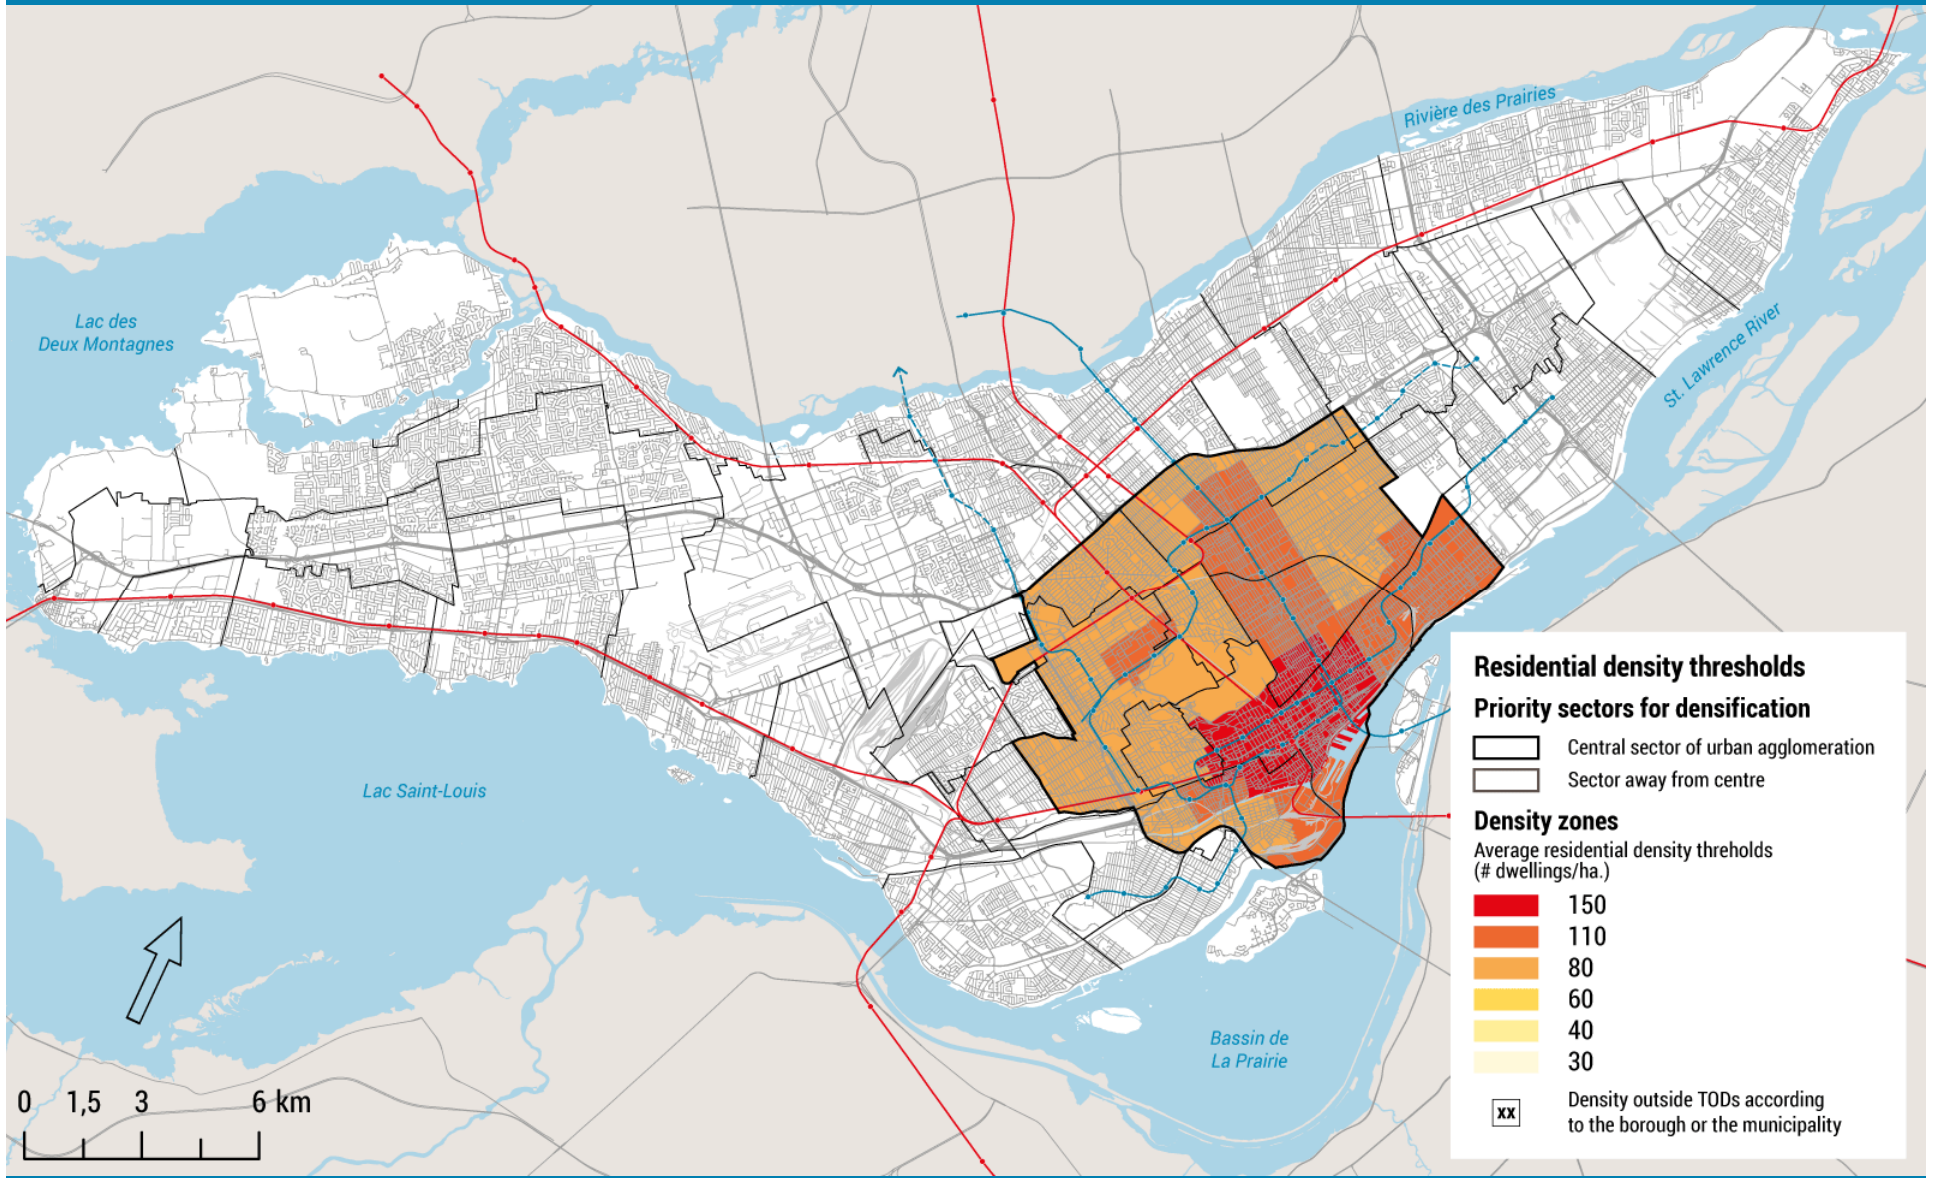 Rivière des Prairies
Lac des
Deux Montagnes
St. Lawrence River
Lac Saint-Louis
Bassin de
La Prairie
0 1,5 3 6 km
Residential density thresholds
Priority sectors for densification
Central sector of urban agglomeration
Sector away from centre
Density zones
Average residential density threholds
(# dwellings/ha.)
150
110
80
60
40
30
xx
Density outside TODs according
to the borough or the municipality